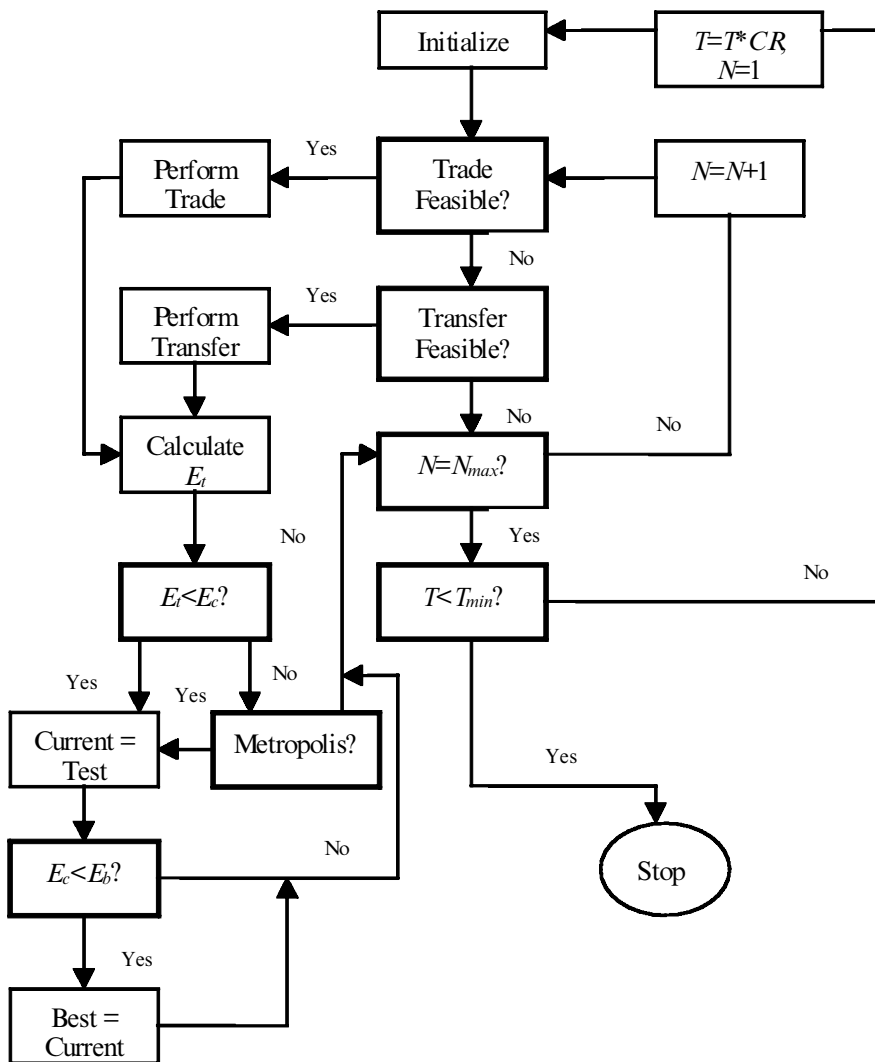 Initialize
T=T*CR,
N=1
Yes
Perform
Trade
Trade
Feasible?
N=N+1
No
Yes
Perform
Transfer
Transfer
Feasible?
No
No
Calculate
Et
N=Nmax?
No
Yes
Et<Ec?
T<Tmin?
No
Yes
Yes
No
Current =
Test
Metropolis?
Yes
Ec<Eb?
No
Stop
Yes
Best =
Current